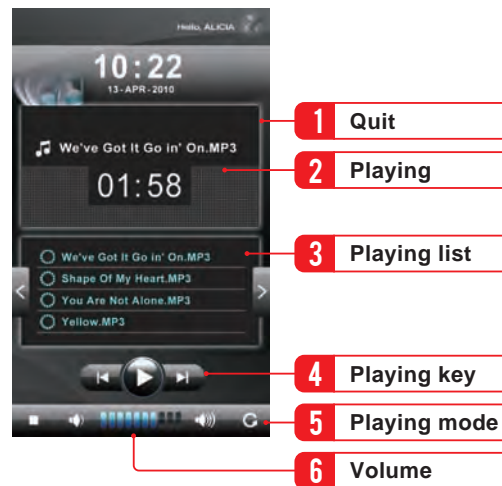 Hello, ALICIA
10:22
13-APR-2010
We've Got It Go in' On.MP3
01:58
We've Got It Go in' On.MP3
Shape Of My Heart.MP3
You Are Not Alone.MP3
Yellow.MP3
1 Quit
2 Playing
3 Playing list
4 Playing key
5 Playing mode
6 Volume